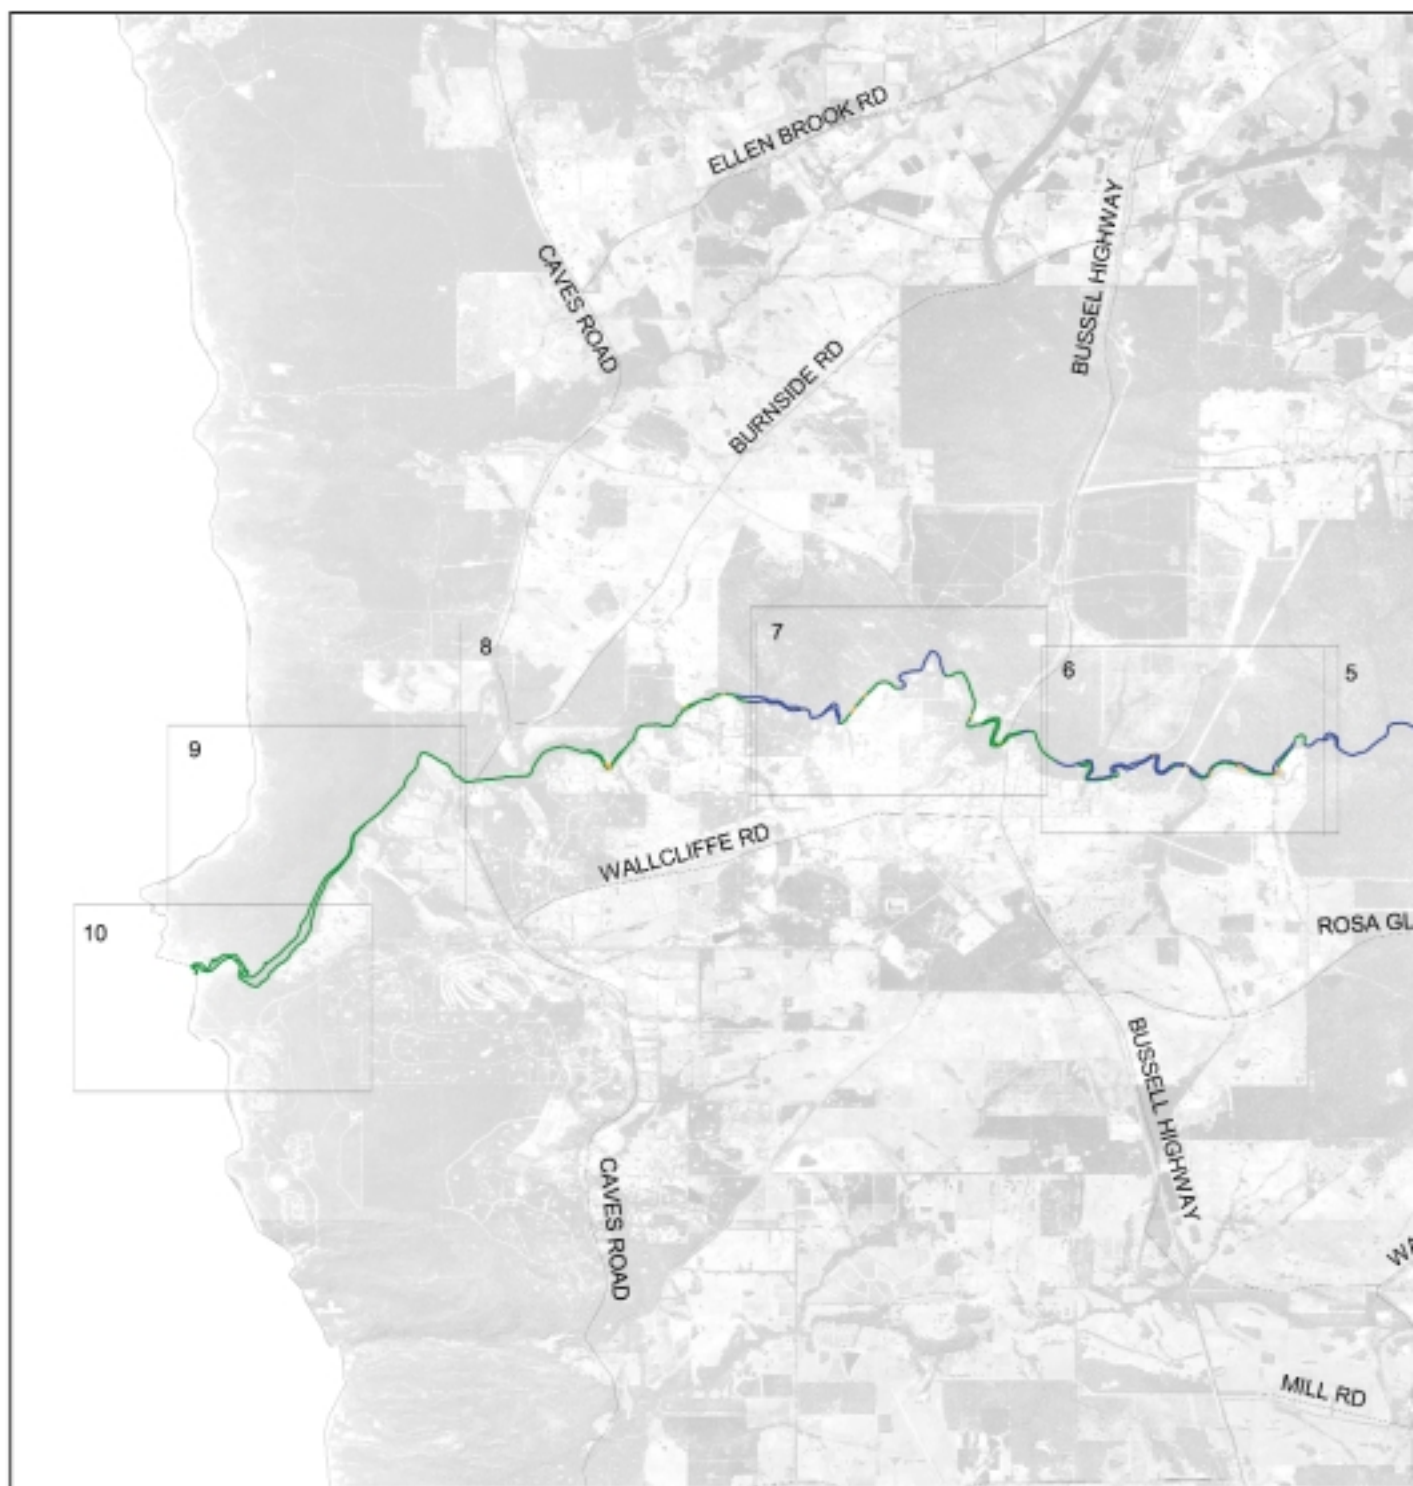 ELLEN BROOK RD
CAVES ROAD
BUSSEL HIGHWAY
BURNSIDE RD
7
8
6
5
9
WALLCLIFFE RD
10
ROSA GL
BUSSELL HIGHWAY
CAVES ROAD
WA
MILL RD